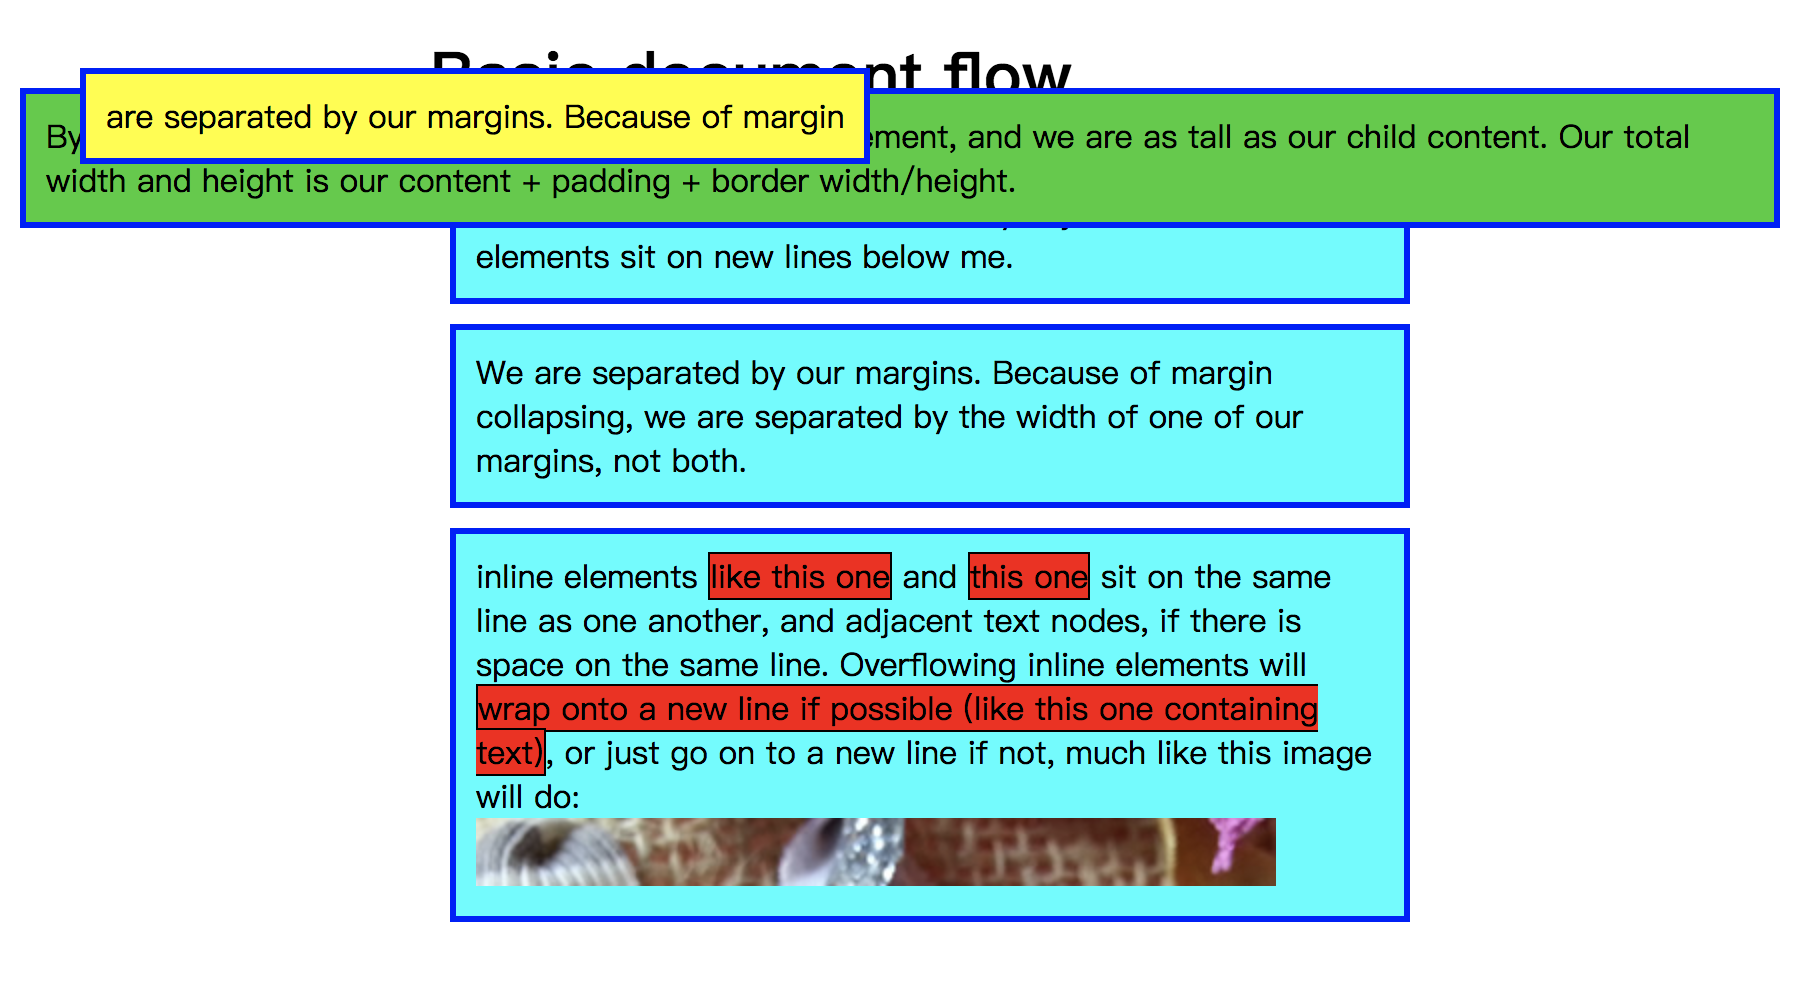 Basic document flow
are separated by our margins. Because of margin
By ement, and we are as tall as our child content. Our total
width and height is our content + padding + border width/height.
elements sit on new lines below me.
We are separated by our margins. Because of margin
collapsing, we are separated by the width of one of our
margins, not both.
inline elements like this one and this one sit on the same
line as one another, and adjacent text nodes, if there is
space on the same line. Overflowing inline elements will
wrap onto a new line if possible (like this one containing
text), or just go on to a new line if not, much like this image
will do: